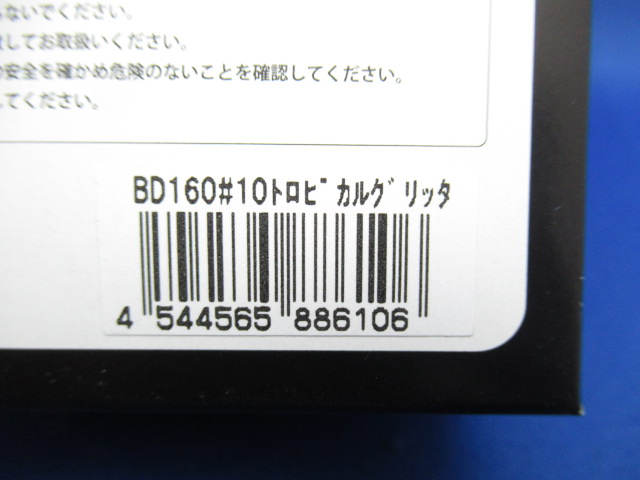 ないでください。
してお取扱いください。
安全を確かめ危険のないことを確認してください。
てください。
BD160#10ﾄﾛﾋﾟｶﾙｸﾞﾘｯﾀ
4 544565 886106